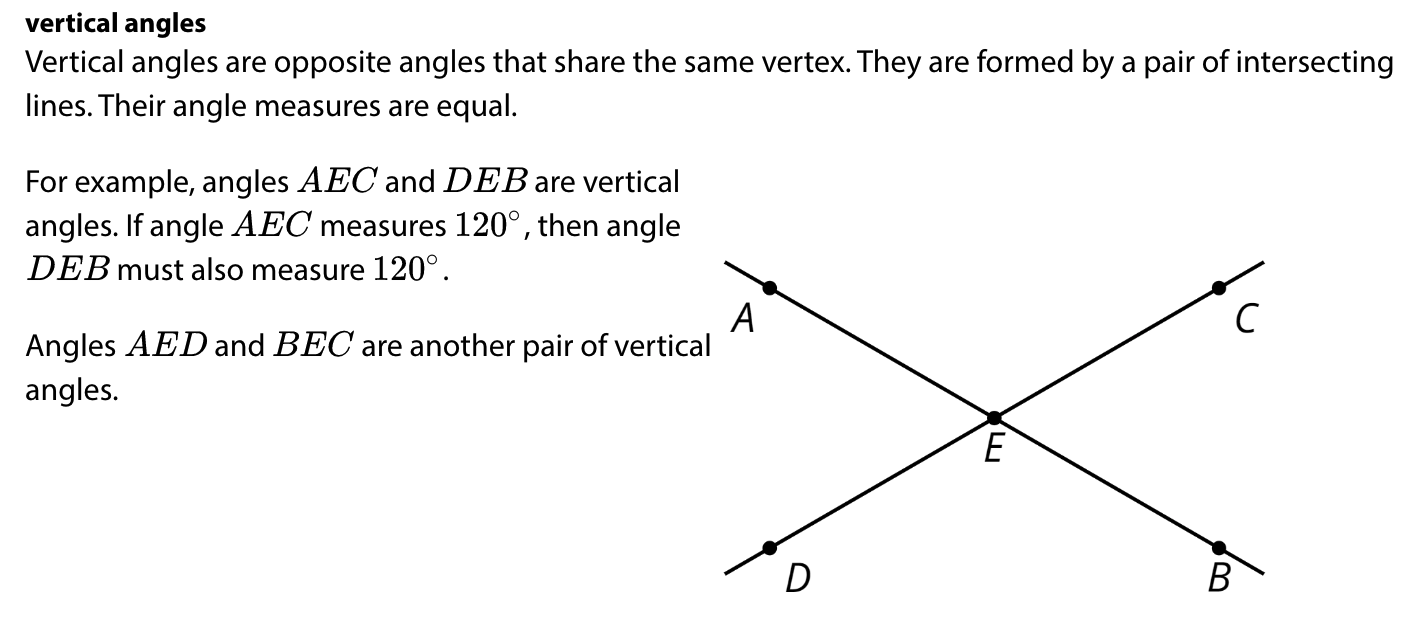 vertical angles
Vertical angles are opposite angles that share the same vertex. They are formed by a pair of intersecting
lines. Their angle measures are equal.
For example, angles AEC and DEB are vertical
angles. If angle AEC measures 120°, then angle
DEB must also measure 120°.
Angles AED and BEC are another pair of vertical
angles.
A
C
E
D
B